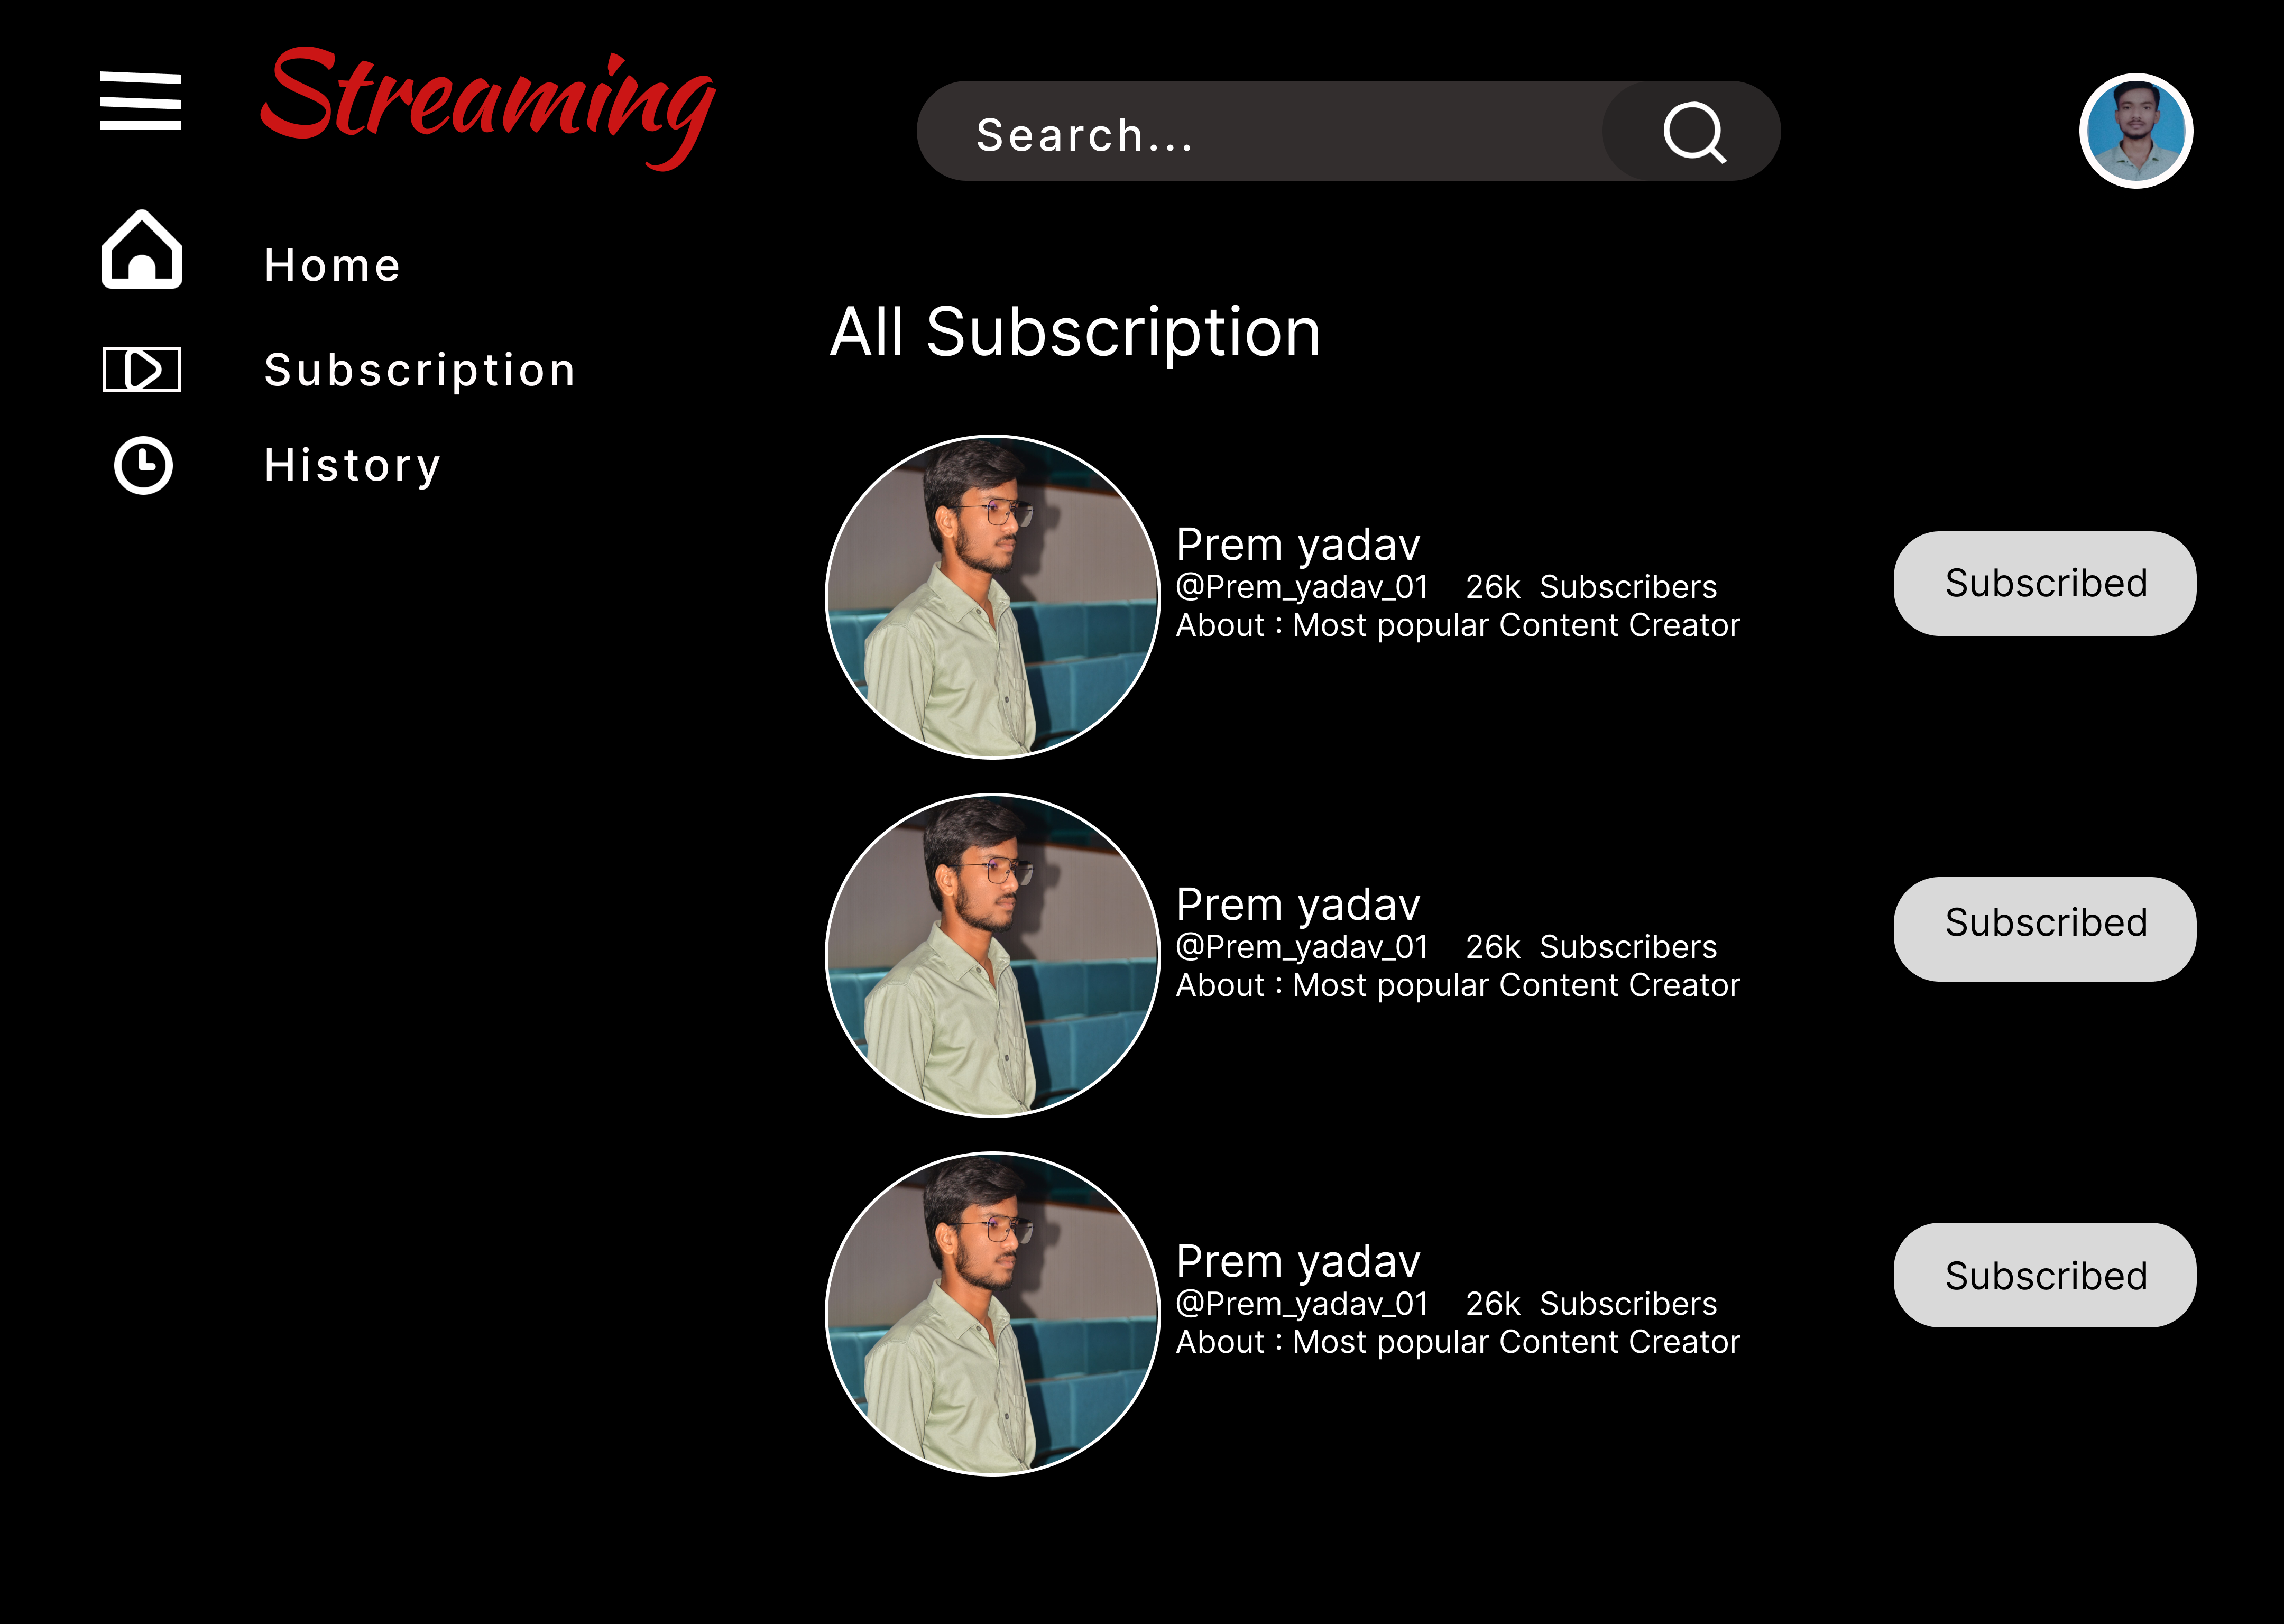 Streaming
Search...
Home
Subscription
History
All Subscription
Prem yadav
@Prem_yadav_01 26k Subscribers
About : Most popular Content Creator
Subscribed
Prem yadav
@Prem_yadav_01 26k Subscribers
About : Most popular Content Creator
Subscribed
Prem yadav
@Prem_yadav_01 26k Subscribers
About : Most popular Content Creator
Subscribed